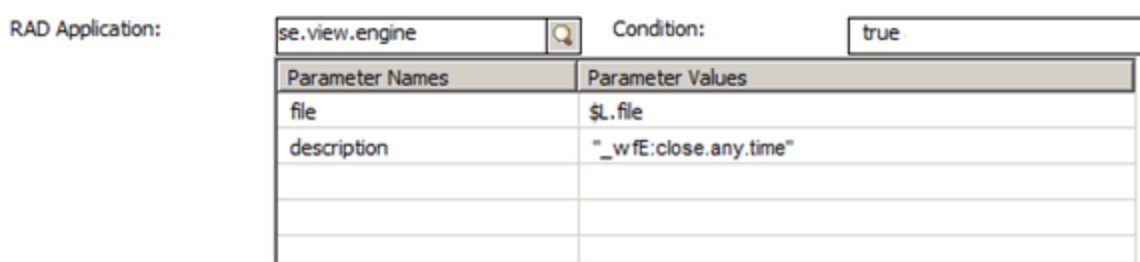 RAD Application: se.view.engine Condition: true
Parameter Names Parameter Values
file $L.file
description "_wfE:close.any.time"